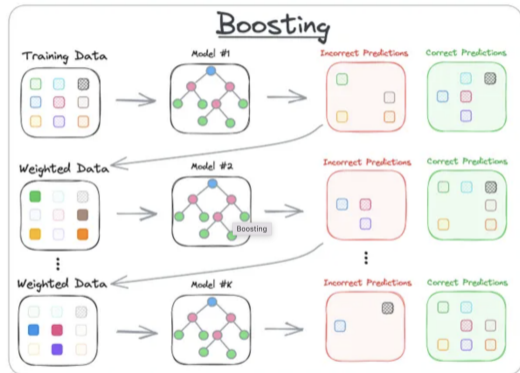 Boosting
Training Data
Model #1
Incorrect Predictions
Correct Predictions
Weighted Data
Model #2
Incorrect Predictions
Correct Predictions
Boosting
Weighted Data
Model #K
Incorrect Predictions
Correct Predictions